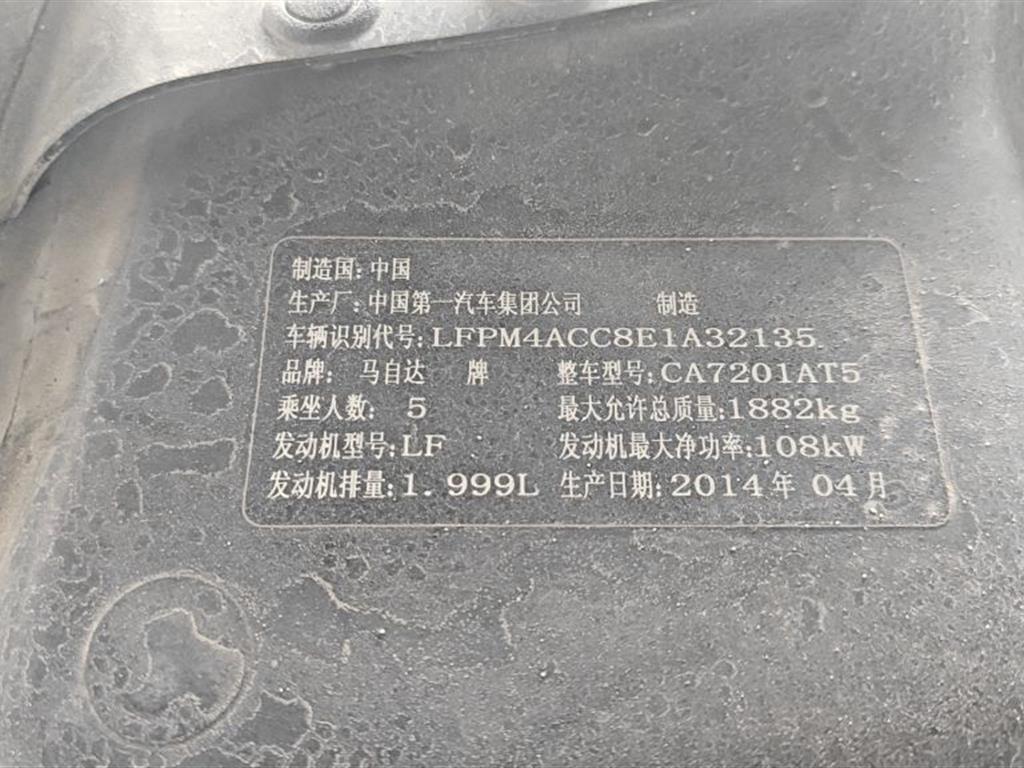 制造国：中国
生产厂：中国第一汽车集团公司 制造
车辆识别代号：LFPM4ACC8E1A32135
品牌： 马自达 牌 整车型号：CA7201AT5
乘坐人数： 5 最大允许总质量：1882kg
发动机型号：LF 发动机最大净功率：108kW
发动机排量：1. 999L 生产日期：2014年 04月